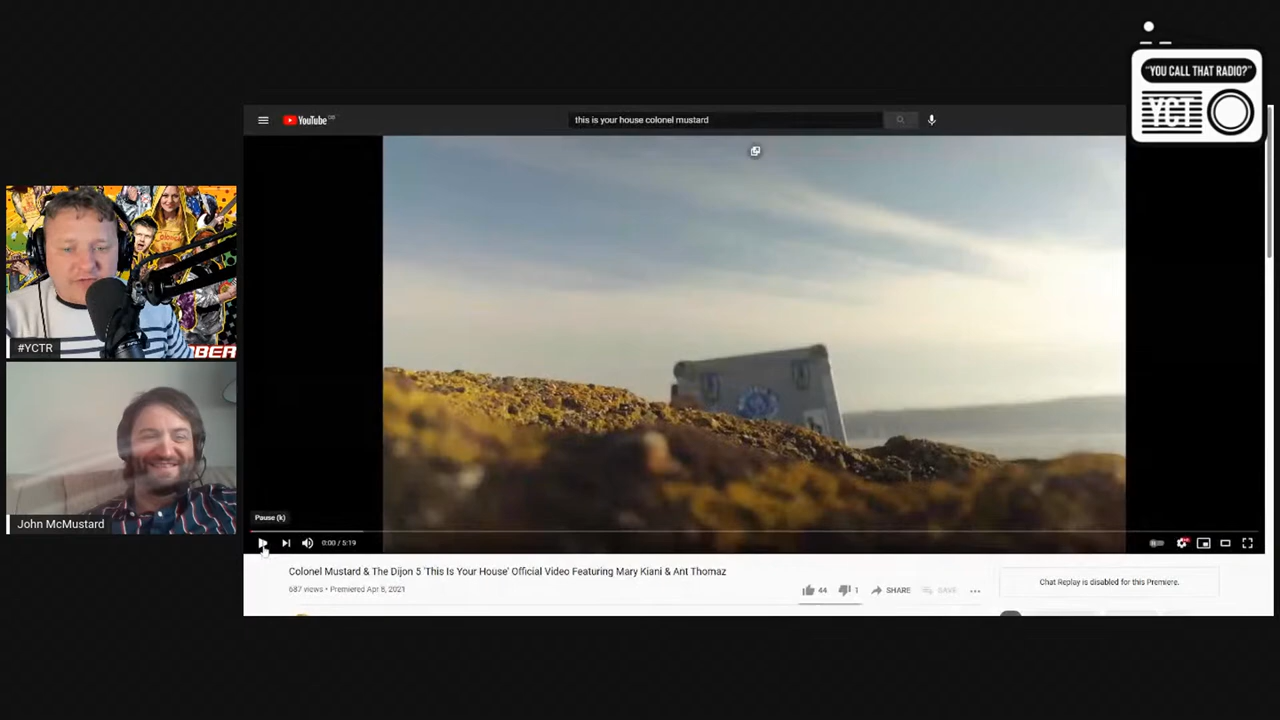 "YOU CALL THAT RADIO?"
YCT
YouTube GB
this is your house colonel mustard
#YCTR
BER
John McMustard
Pause (k)
0:00 / 5:19
Colonel Mustard & The Dijon 5 'This Is Your House' Official Video Featuring Mary Kiani & Ant Thomaz
687 views • Premiered Apr 8, 2021
44
1
SHARE
SAVE
Chat Replay is disabled for this Premiere.